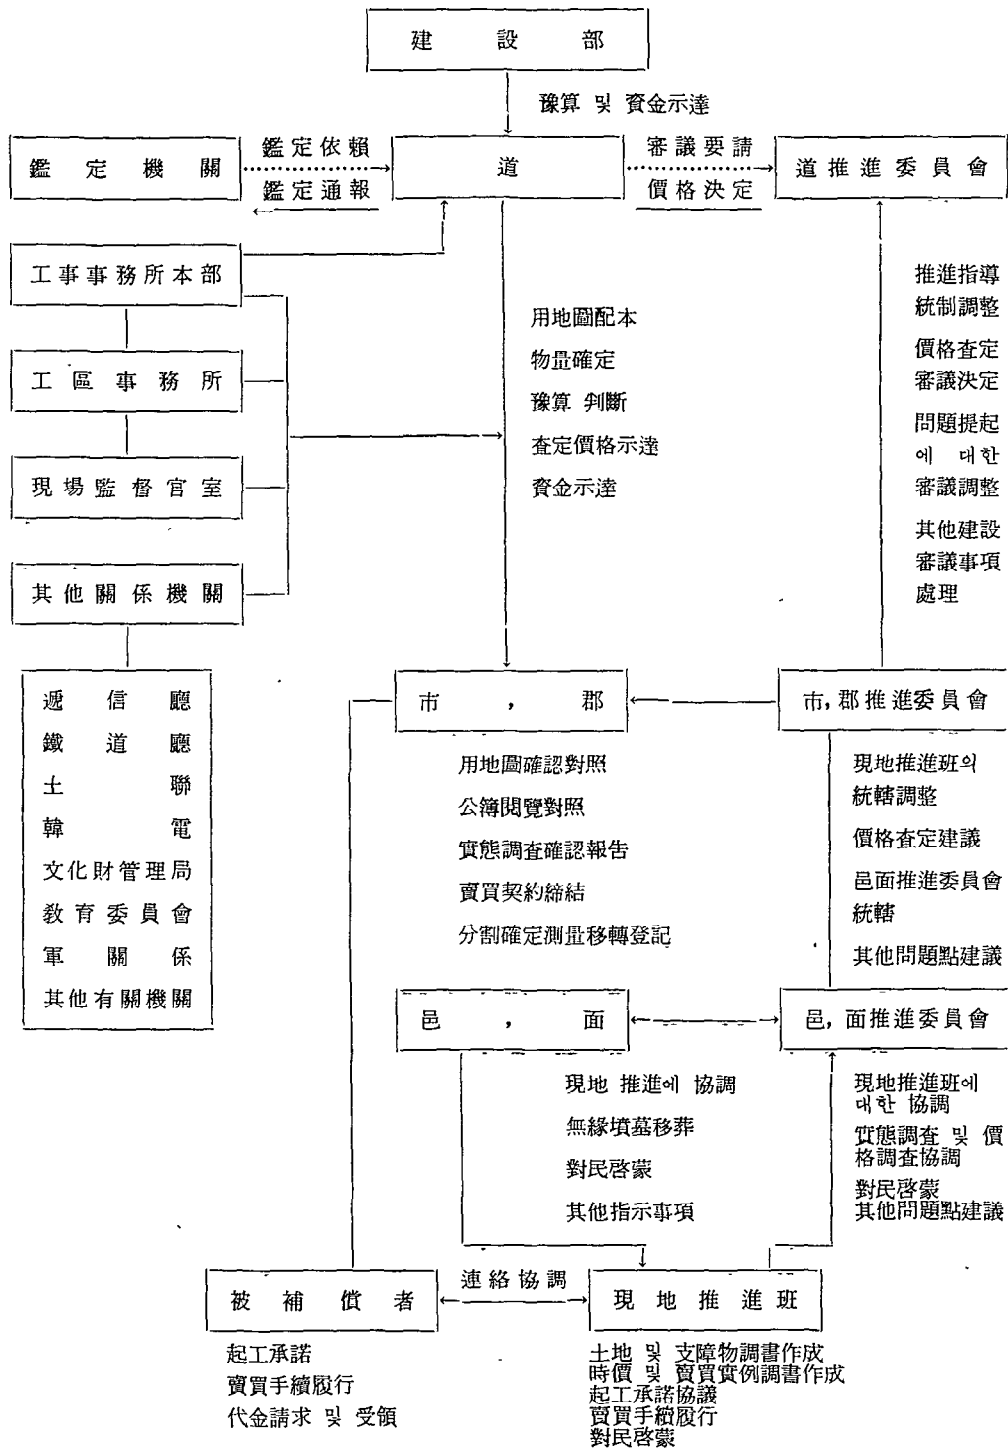 建設部
豫算 및 資金示達
鑑定機關
鑑定依賴
鑑定通報
道
審議要請
價格決定
道推進委員會
工事事務所本部
工區事務所
現場監督官室
其他關係機關
用地圖配本
物量確定
豫算 判斷
査定價格示達
資金示達
推進指導
統制調整
價格査定
審議決定
問題提起
에 대한
審議調整
其他建設
審議事項
處理
遞信廳
鐵道廳
土聯
韓電
文化財管理局
敎育委員會
軍關係
其他有關機關
市, 郡
市, 郡推進委員會
用地圖確認對照
公簿閱覽對照
實態調査確認報告
賣買契約締結
分割確定測量移轉登記
現地推進班의
統轄調整
價格査定建議
邑面推進委員會
統轄
其他問題點建議
邑, 面
邑, 面推進委員會
現地 推進에 協調
無緣墳墓移葬
對民啓蒙
其他指示事項
現地推進班에
대한 協調
實態調査 및 價
格調査協調
對民啓蒙
其他問題點建議
被補償者
連絡協調
現地推進班
起工承諾
賣買手續履行
代金請求 및 受領
土地 및 支障物調書作成
時價 및 賣買實例調書作成
起工承諾協議
賣買手續履行
對民啓蒙